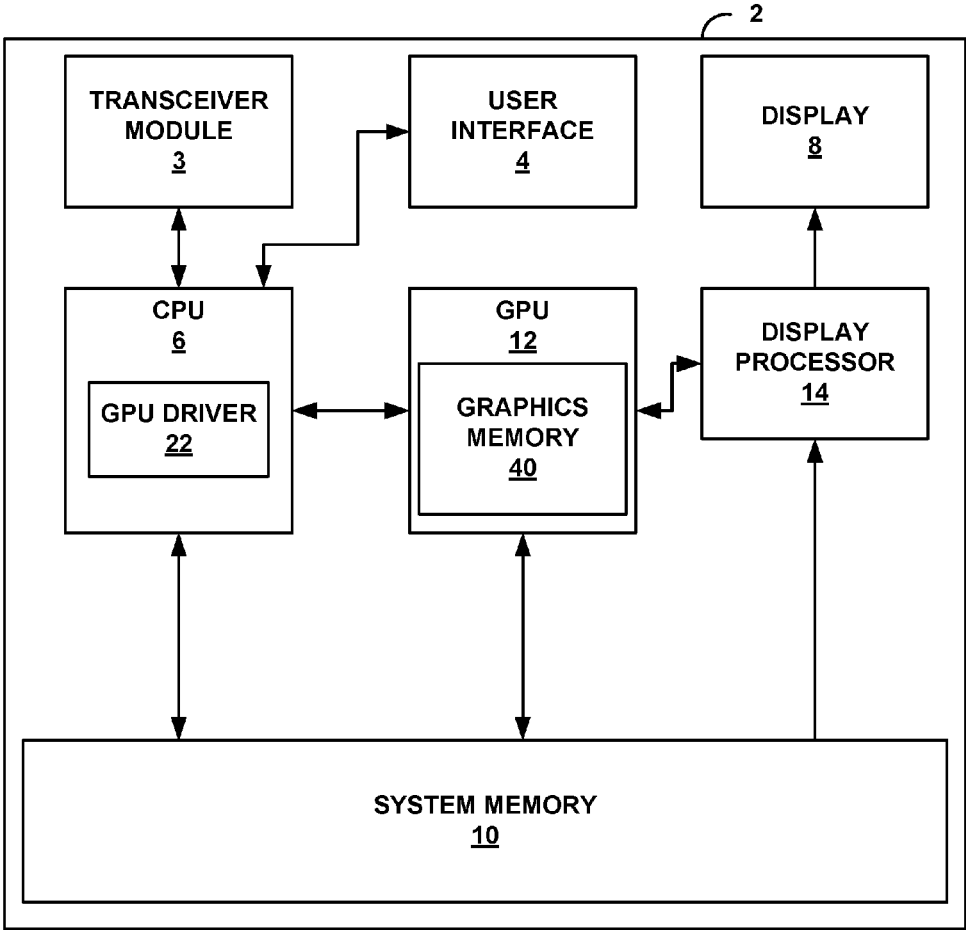 2
TRANSCEIVER
MODULE
3
USER
INTERFACE
4
DISPLAY
8
CPU
6
GPU DRIVER
22
GPU
12
GRAPHICS
MEMORY
40
DISPLAY
PROCESSOR
14
SYSTEM MEMORY
10